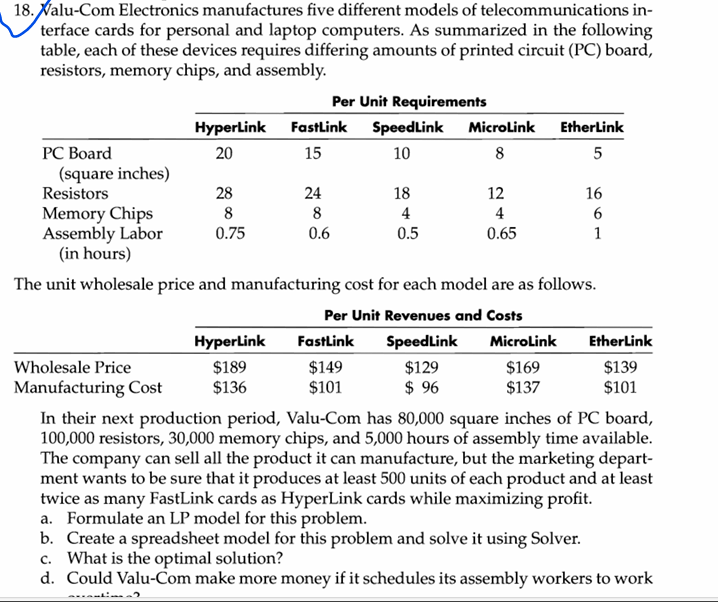 18. Valu-Com Electronics manufactures five different models of telecommunications in-
terface cards for personal and laptop computers. As summarized in the following
table, each of these devices requires differing amounts of printed circuit (PC) board,
resistors, memory chips, and assembly.
Per Unit Requirements
HyperLink FastLink SpeedLink MicroLink EtherLink
PC Board 20 15 10 8 5
(square inches)
Resistors 28 24 18 12 16
Memory Chips 8 8 4 4 6
Assembly Labor 0.75 0.6 0.5 0.65 1
(in hours)
The unit wholesale price and manufacturing cost for each model are as follows.
Per Unit Revenues and Costs
HyperLink FastLink SpeedLink MicroLink EtherLink
Wholesale Price $189 $149 $129 $169 $139
Manufacturing Cost $136 $101 $ 96 $137 $101
In their next production period, Valu-Com has 80,000 square inches of PC board,
100,000 resistors, 30,000 memory chips, and 5,000 hours of assembly time available.
The company can sell all the product it can manufacture, but the marketing depart-
ment wants to be sure that it produces at least 500 units of each product and at least
twice as many FastLink cards as HyperLink cards while maximizing profit.
a. Formulate an LP model for this problem.
b. Create a spreadsheet model for this problem and solve it using Solver.
c. What is the optimal solution?
d. Could Valu-Com make more money if it schedules its assembly workers to work